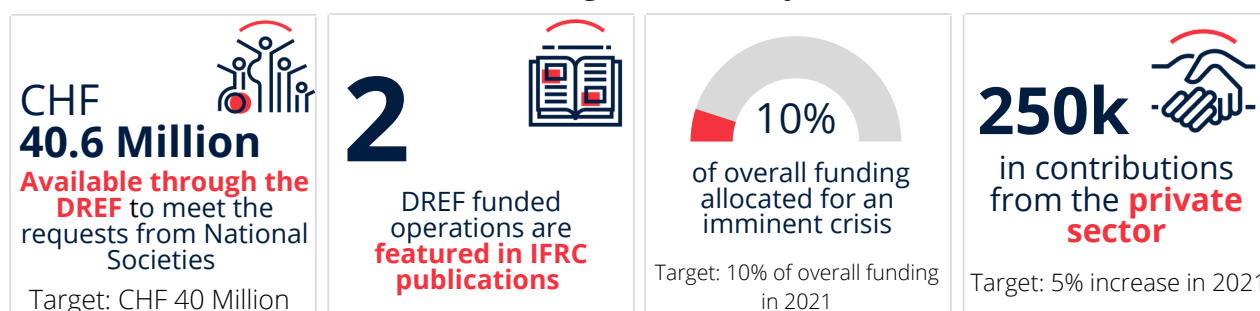 CHF
40.6 Million
Available through the
DREF to meet the
requests from National
Societies
Target: CHF 40 Million
2
DREF funded
operations are
featured in IFRC
publications
10%
of overall funding
allocated for an
imminent crisis
Target: 10% of overall funding
in 2021
250k
in contributions
from the private
sector
Target: 5% increase in 2021